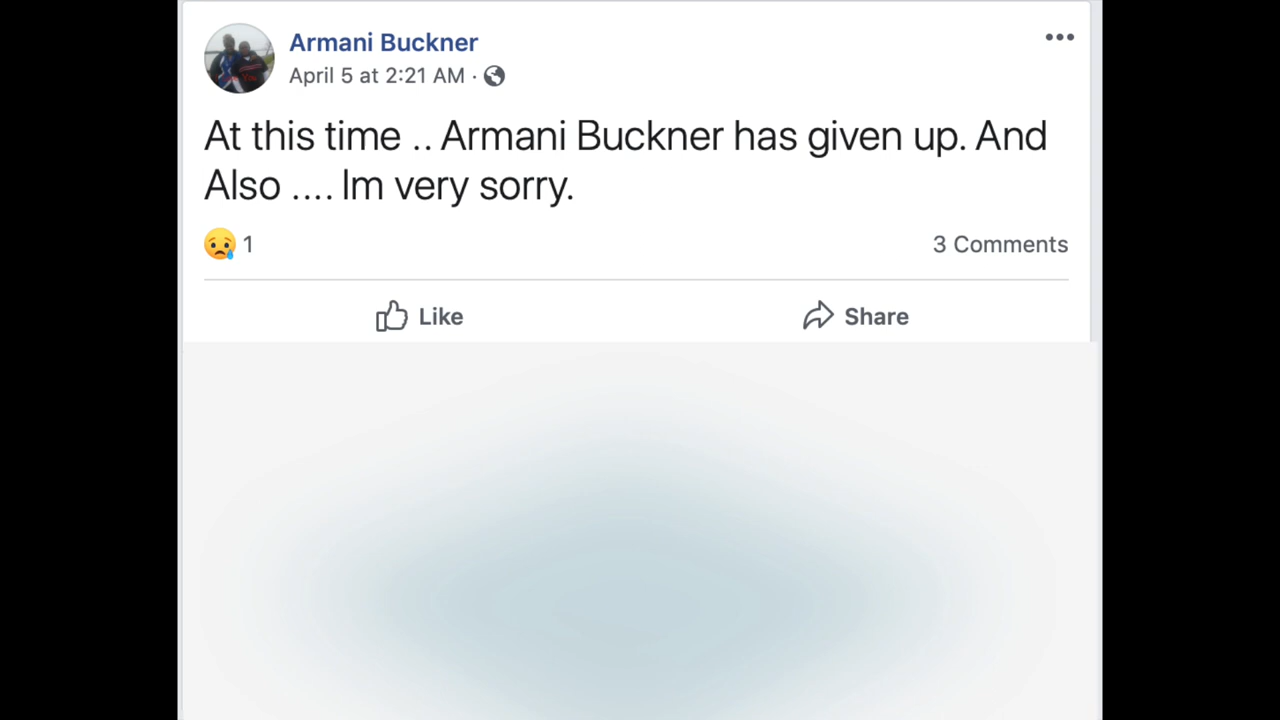 Armani Buckner
April 5 at 2:21 AM ·
At this time .. Armani Buckner has given up. And
Also .... Im very sorry.
1
3 Comments
Like
Share